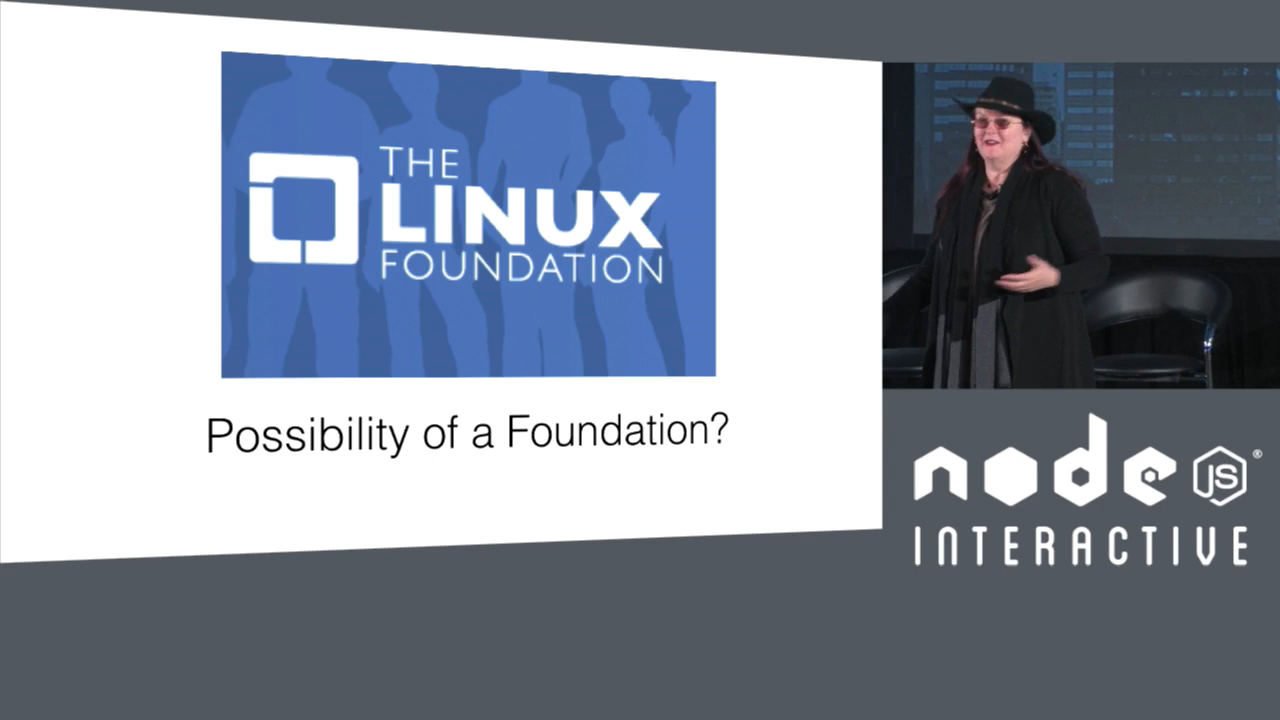 THE
LINUX
FOUNDATION
Possibility of a Foundation?
node JS ®
INTERACTIVE